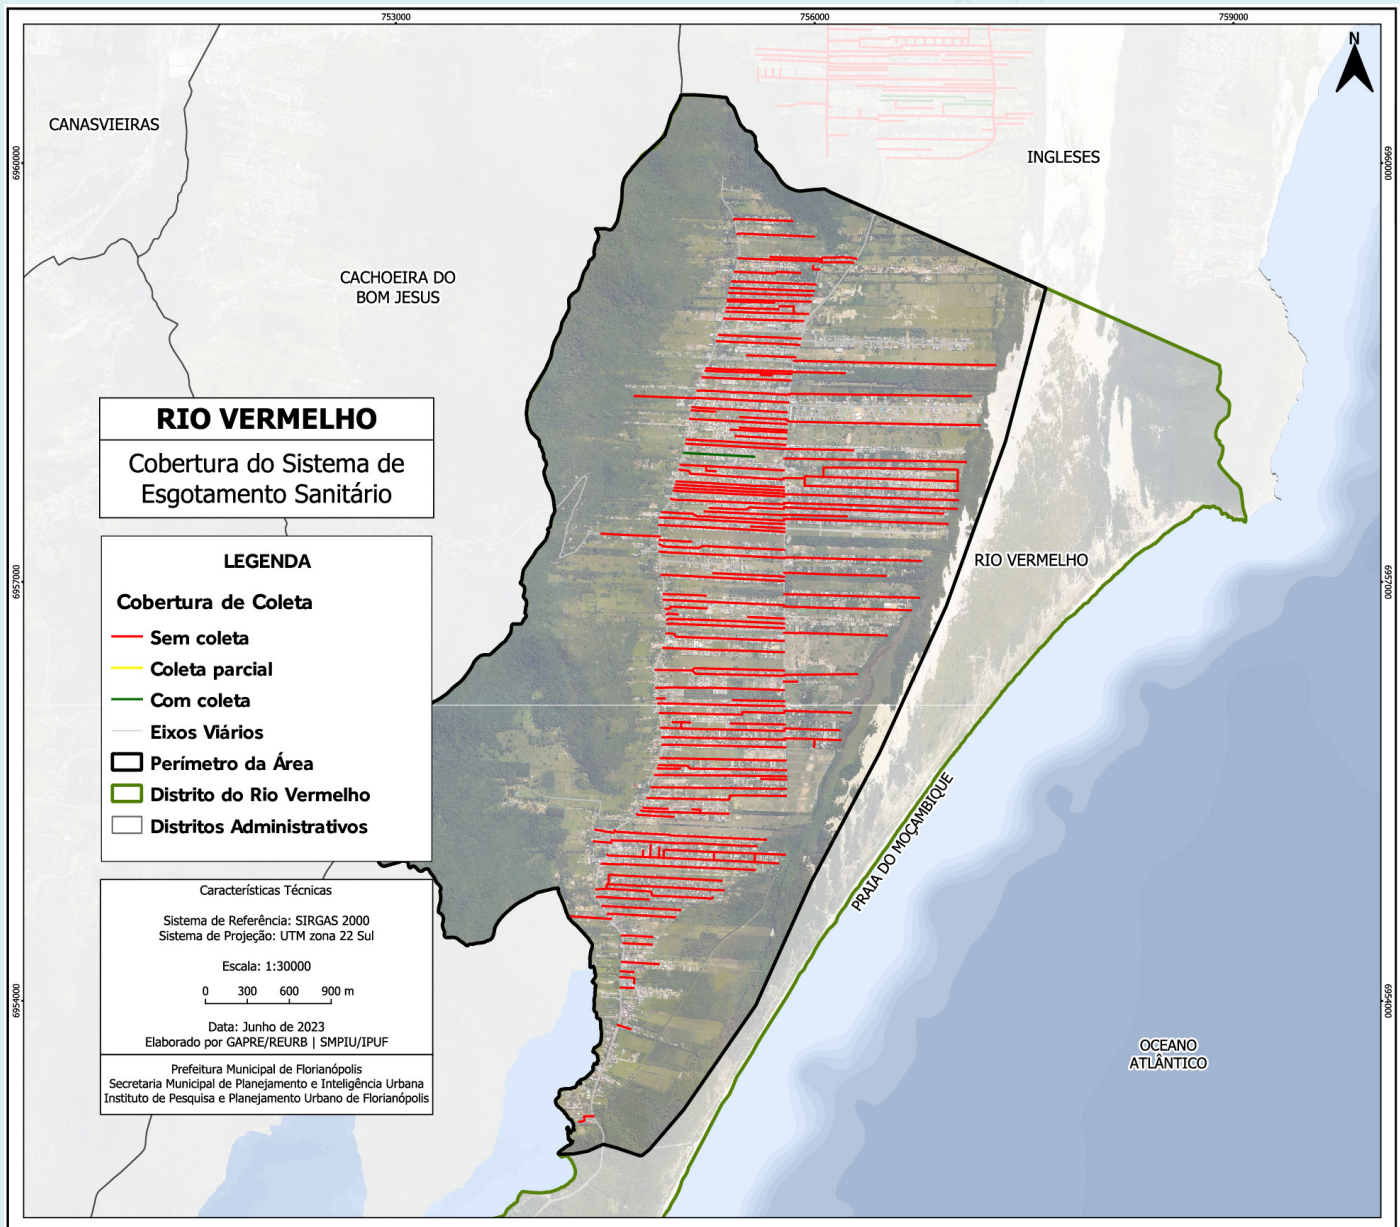 753000
756000
759000
N
CANASVIEIRAS
INGLESES
6960000
6960000
CACHOEIRA DO
BOM JESUS
RIO VERMELHO
Cobertura do Sistema de
Esgotamento Sanitário
LEGENDA
Cobertura de Coleta
Sem coleta
Coleta parcial
Com coleta
Eixos Viários
Perímetro da Área
Distrito do Rio Vermelho
Distritos Administrativos
6957000
6957000
RIO VERMELHO
PRAIA DO MOÇAMBIQUE
Características Técnicas
Sistema de Referência: SIRGAS 2000
Sistema de Projeção: UTM zona 22 Sul
Escala: 1:30000
0 300 600 900 m
Data: Junho de 2023
Elaborado por GAPRE/REURB | SMPIU/IPUF
Prefeitura Municipal de Florianópolis
Secretaria Municipal de Planejamento e Inteligência Urbana
Instituto de Pesquisa e Planejamento Urbano de Florianópolis
6954000
6954000
OCEANO
ATLÂNTICO